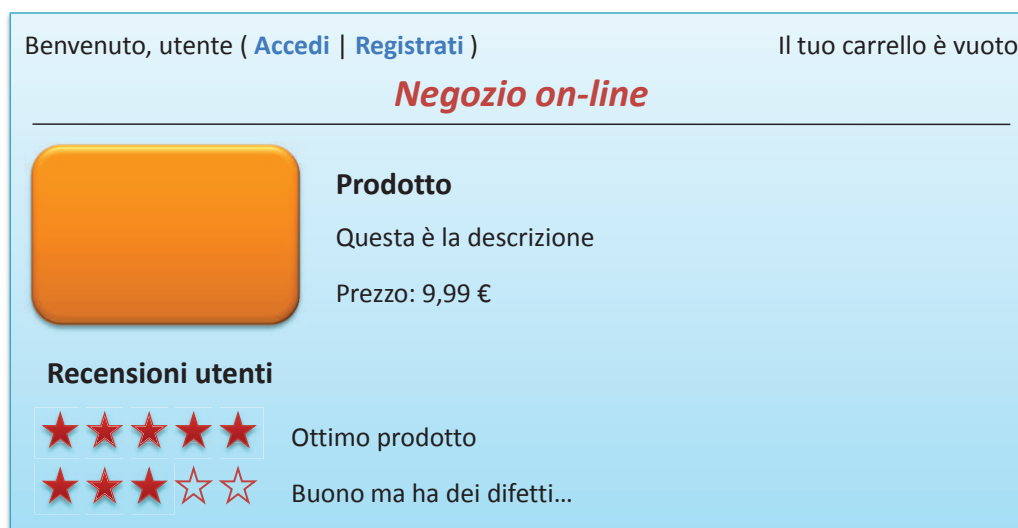 Benvenuto, utente ( Accedi | Registrati )
Il tuo carrello è vuoto
Negozio on-line
Prodotto
Questa è la descrizione
Prezzo: 9,99 €
Recensioni utenti
Ottimo prodotto
Buono ma ha dei difetti...